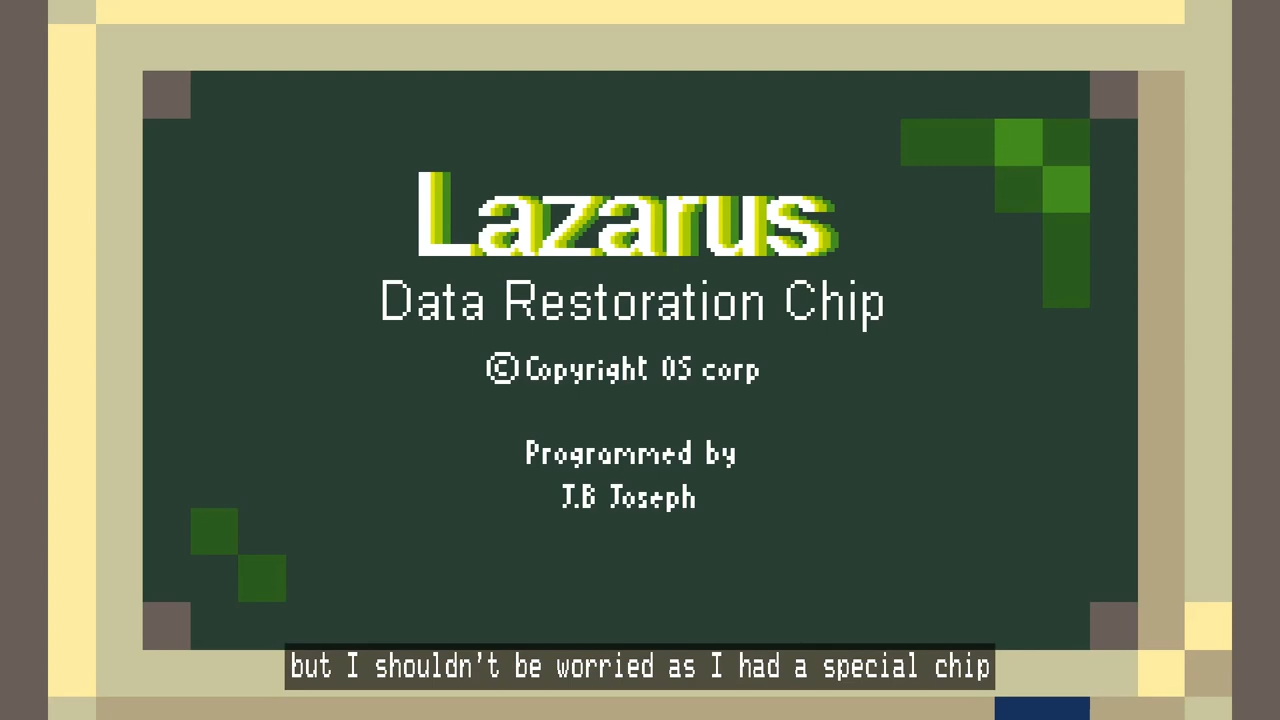 Lazarus
Data Restoration Chip
©Copyright OS corp
Programmed by
J.B Joseph
but I shouldn't be worried as I had a special chip